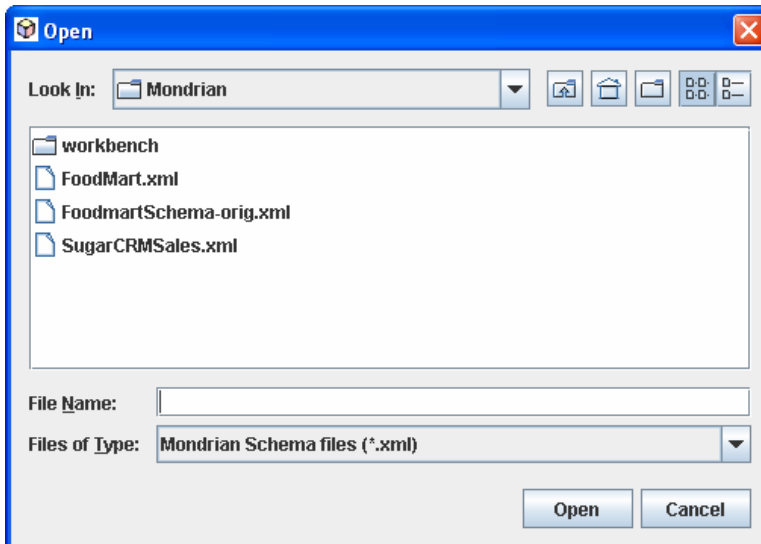 Open
Look In: Mondrian
workbench
FoodMart.xml
FoodmartSchema-orig.xml
SugarCRMSales.xml
File Name:
Files of Type: Mondrian Schema files (*.xml)
Open Cancel